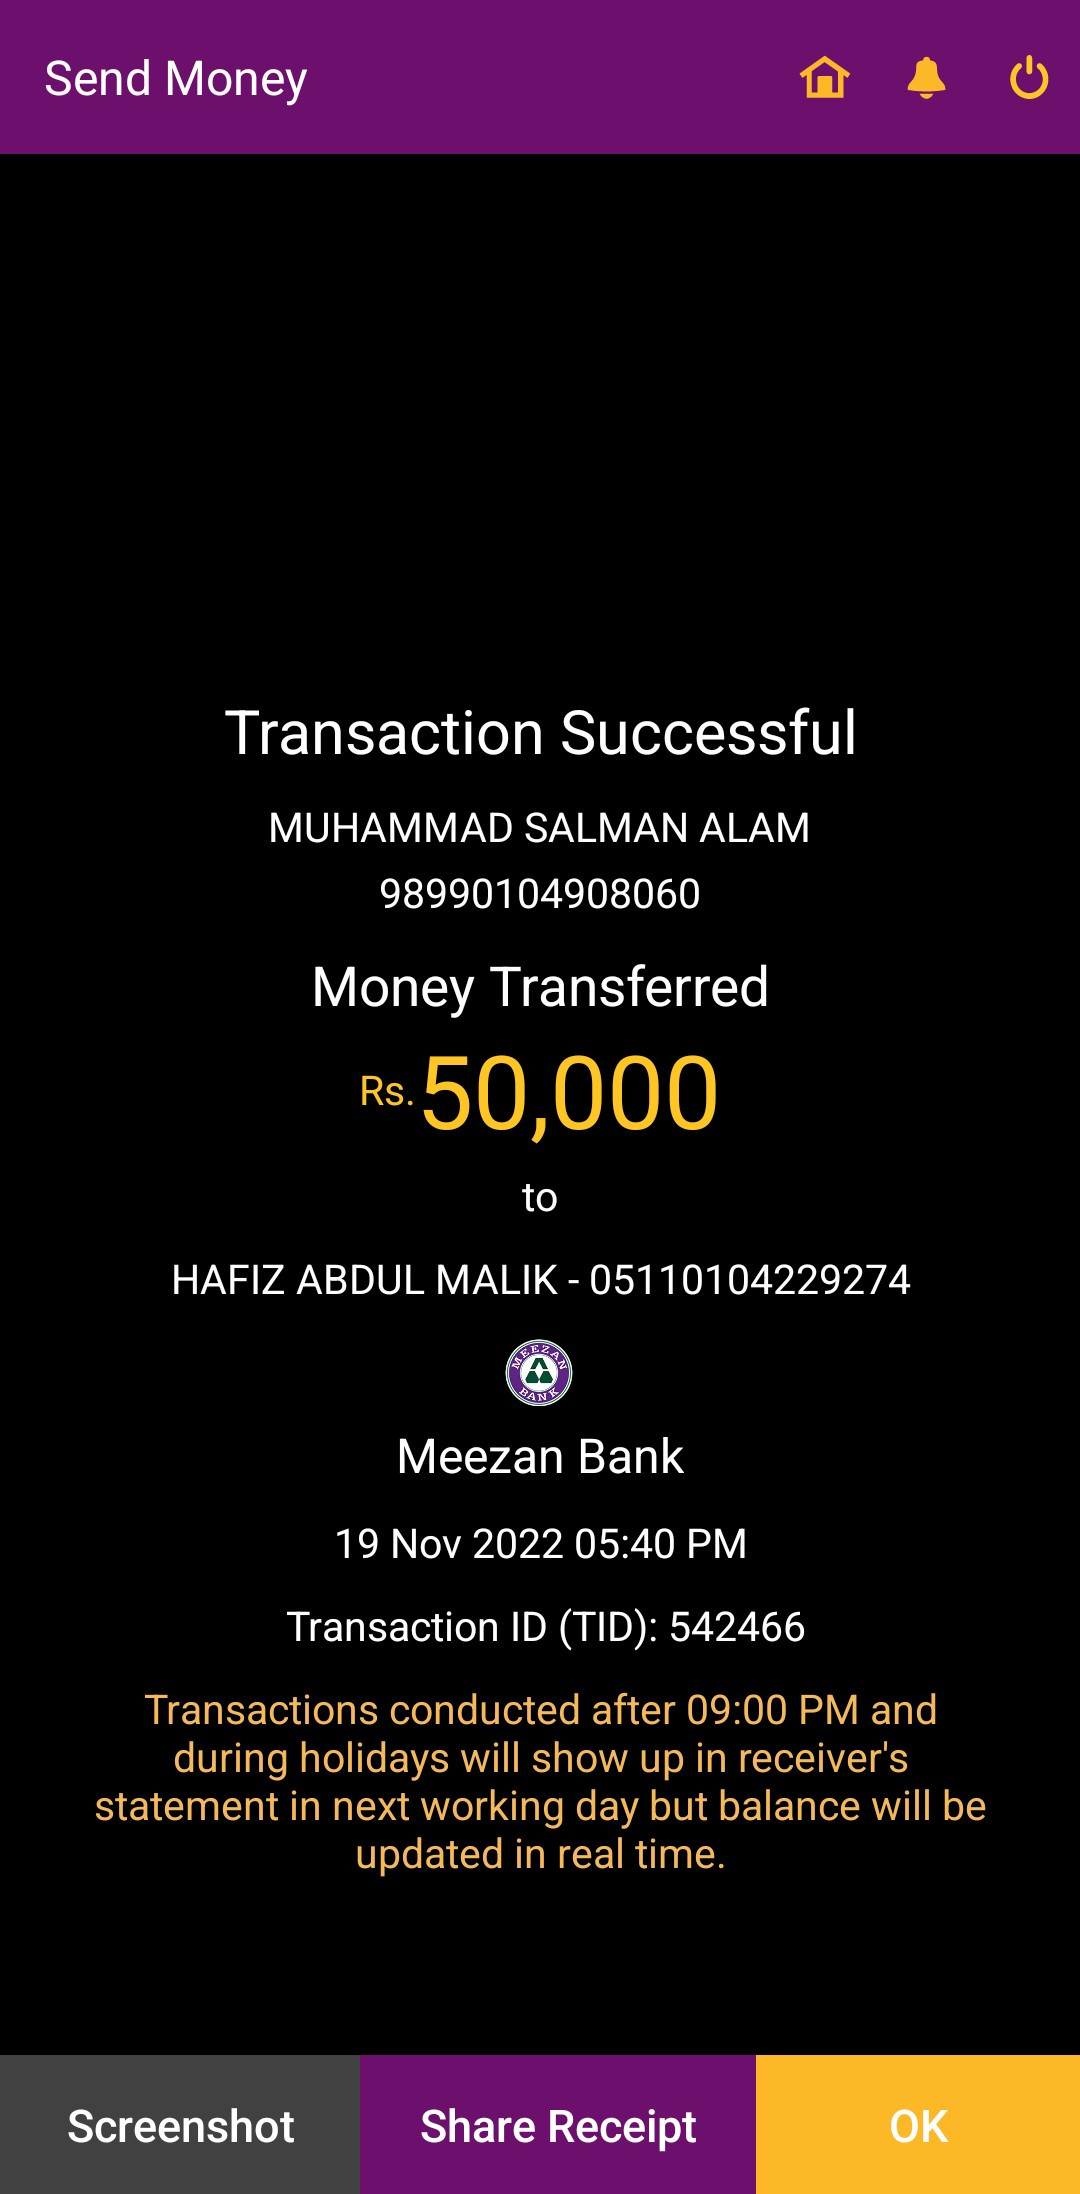 Send Money
Transaction Successful
MUHAMMAD SALMAN ALAM
98990104908060
Money Transferred
Rs.50,000
to
HAFIZ ABDUL MALIK - 05110104229274
MEEZAN
BANK
Meezan Bank
19 Nov 2022 05:40 PM
Transaction ID (TID): 542466
Transactions conducted after 09:00 PM and
during holidays will show up in receiver's
statement in next working day but balance will be
updated in real time.
Screenshot
Share Receipt
OK